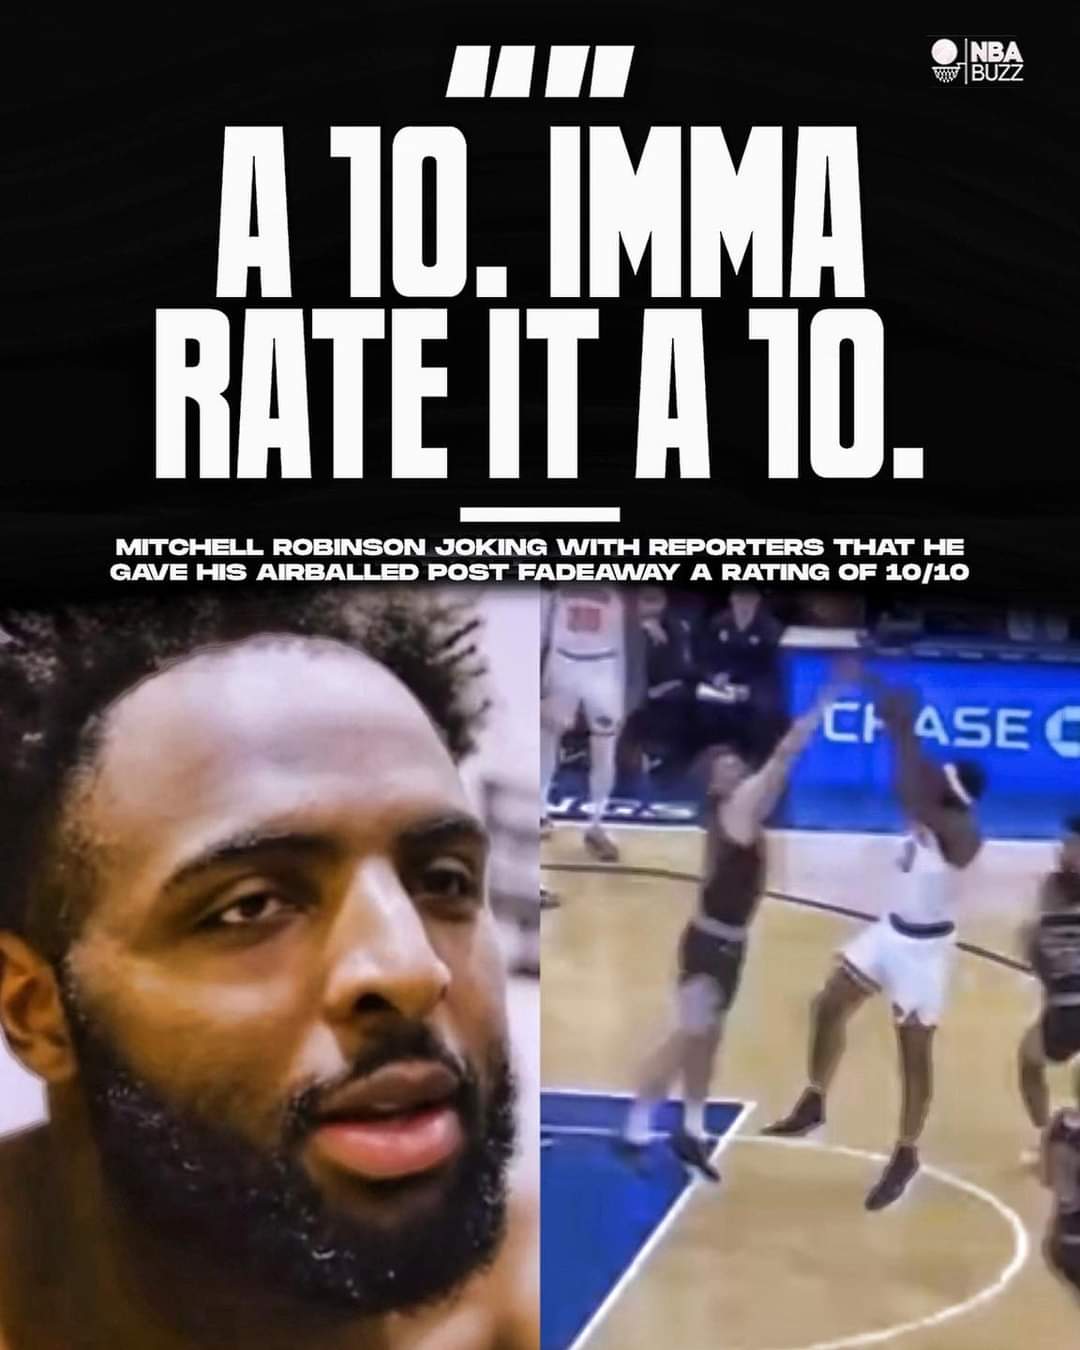 NBA
BUZZ
A 10. IMMA
RATE IT A 10.
MITCHELL ROBINSON JOKING WITH REPORTERS THAT HE
GAVE HIS AIRBALLED POST FADEAWAY A RATING OF 10/10
CHASE